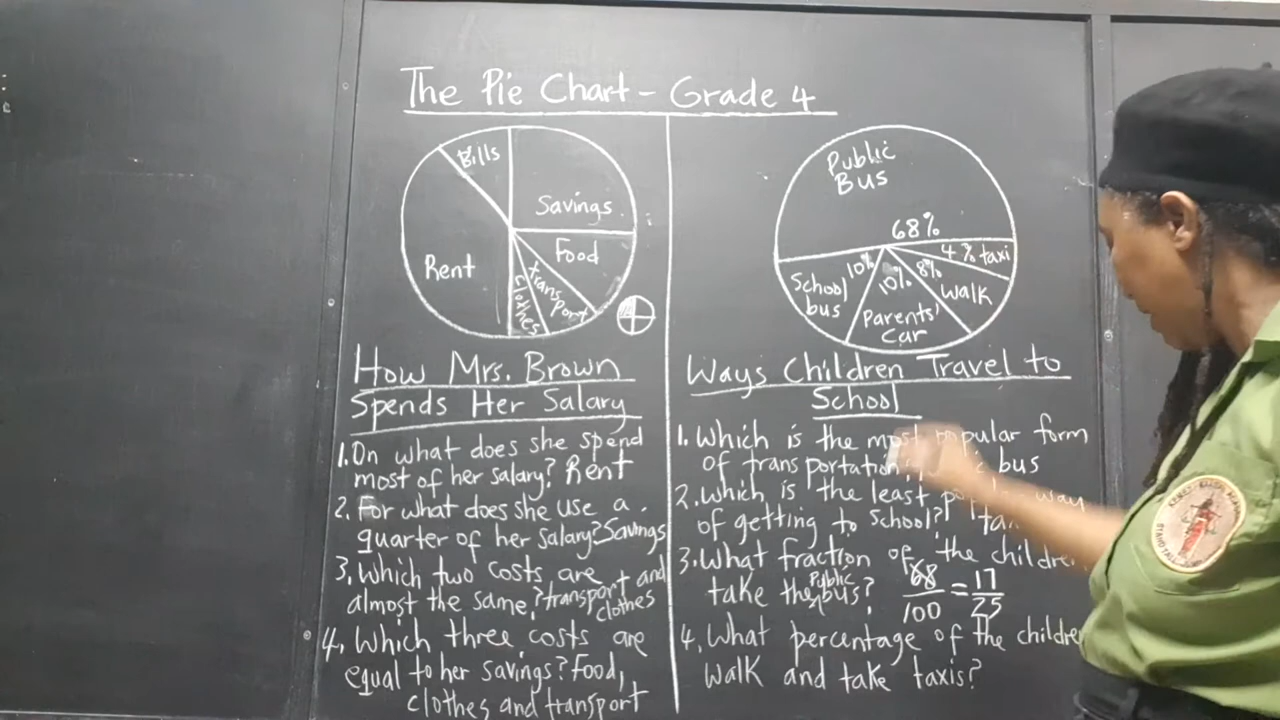 The Pie Chart - Grade 4
Bills
Savings
Food
transport
clothes
Rent
How Mrs. Brown
Spends Her Salary
1. On what does she spend
most of her salary? Rent
2. For what does she use a
quarter of her salary? Savings
3, Which two costs are
almost the same? transport and
clothes
4, Which three costs are
equal to her savings? Food,
clothes and transport
Public
Bus
68%
4% taxi
8%
Walk
10%
Parents'
Car
10%
School
bus
Ways Children Travel to
School
1. Which is the most popular form
of transportation bus
2. Which is the least way
of getting to School?
3. What fraction of the children
take the Public bus? 68/100 = 17/25
4, What percentage of the children
walk and take taxis?